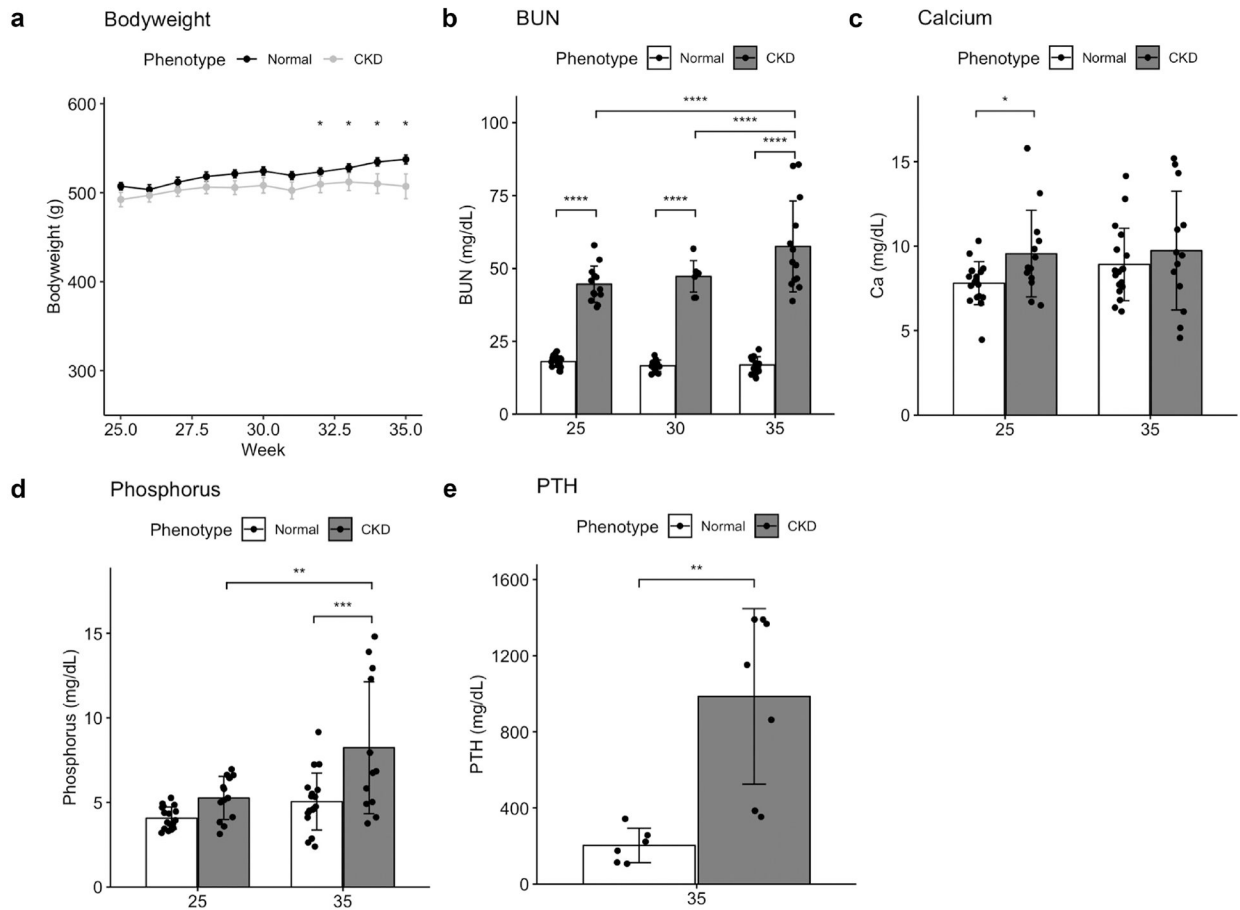 a Bodyweight
Phenotype Normal CKD
Bodyweight (g)
600
500
400
300
* * * *
25.0 27.5 30.0 32.5 35.0
Week
b BUN
Phenotype Normal CKD
BUN (mg/dL)
100
75
50
25
0
****
****
****
**** ****
25 30 35
c Calcium
Phenotype Normal CKD
Ca (mg/dL)
15
10
5
0
*
25 35
d Phosphorus
Phenotype Normal CKD
Phosphorus (mg/dL)
15
10
5
0
**
***
25 35
e PTH
Phenotype Normal CKD
PTH (mg/dL)
1600
1200
800
400
0
**
35